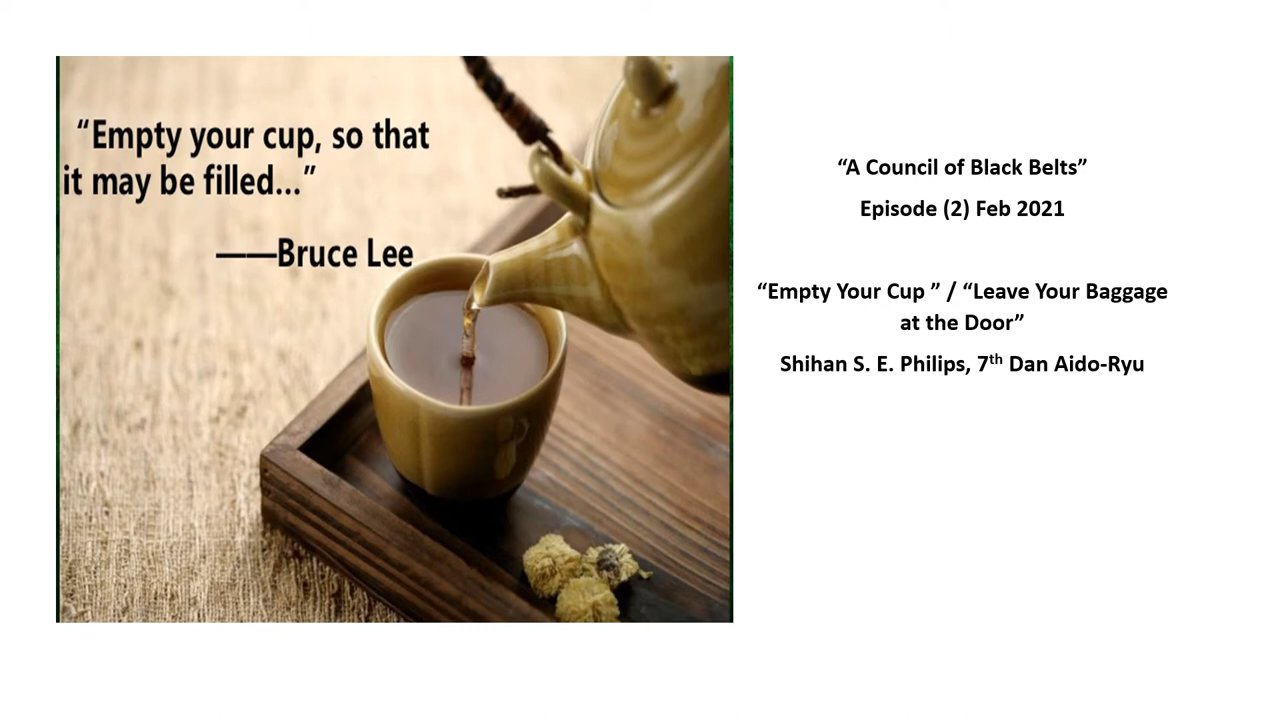 “Empty your cup, so that
it may be filled...”
——Bruce Lee
“A Council of Black Belts”
Episode (2) Feb 2021
“Empty Your Cup ” / “Leave Your Baggage
at the Door”
Shihan S. E. Philips, 7th Dan Aido-Ryu